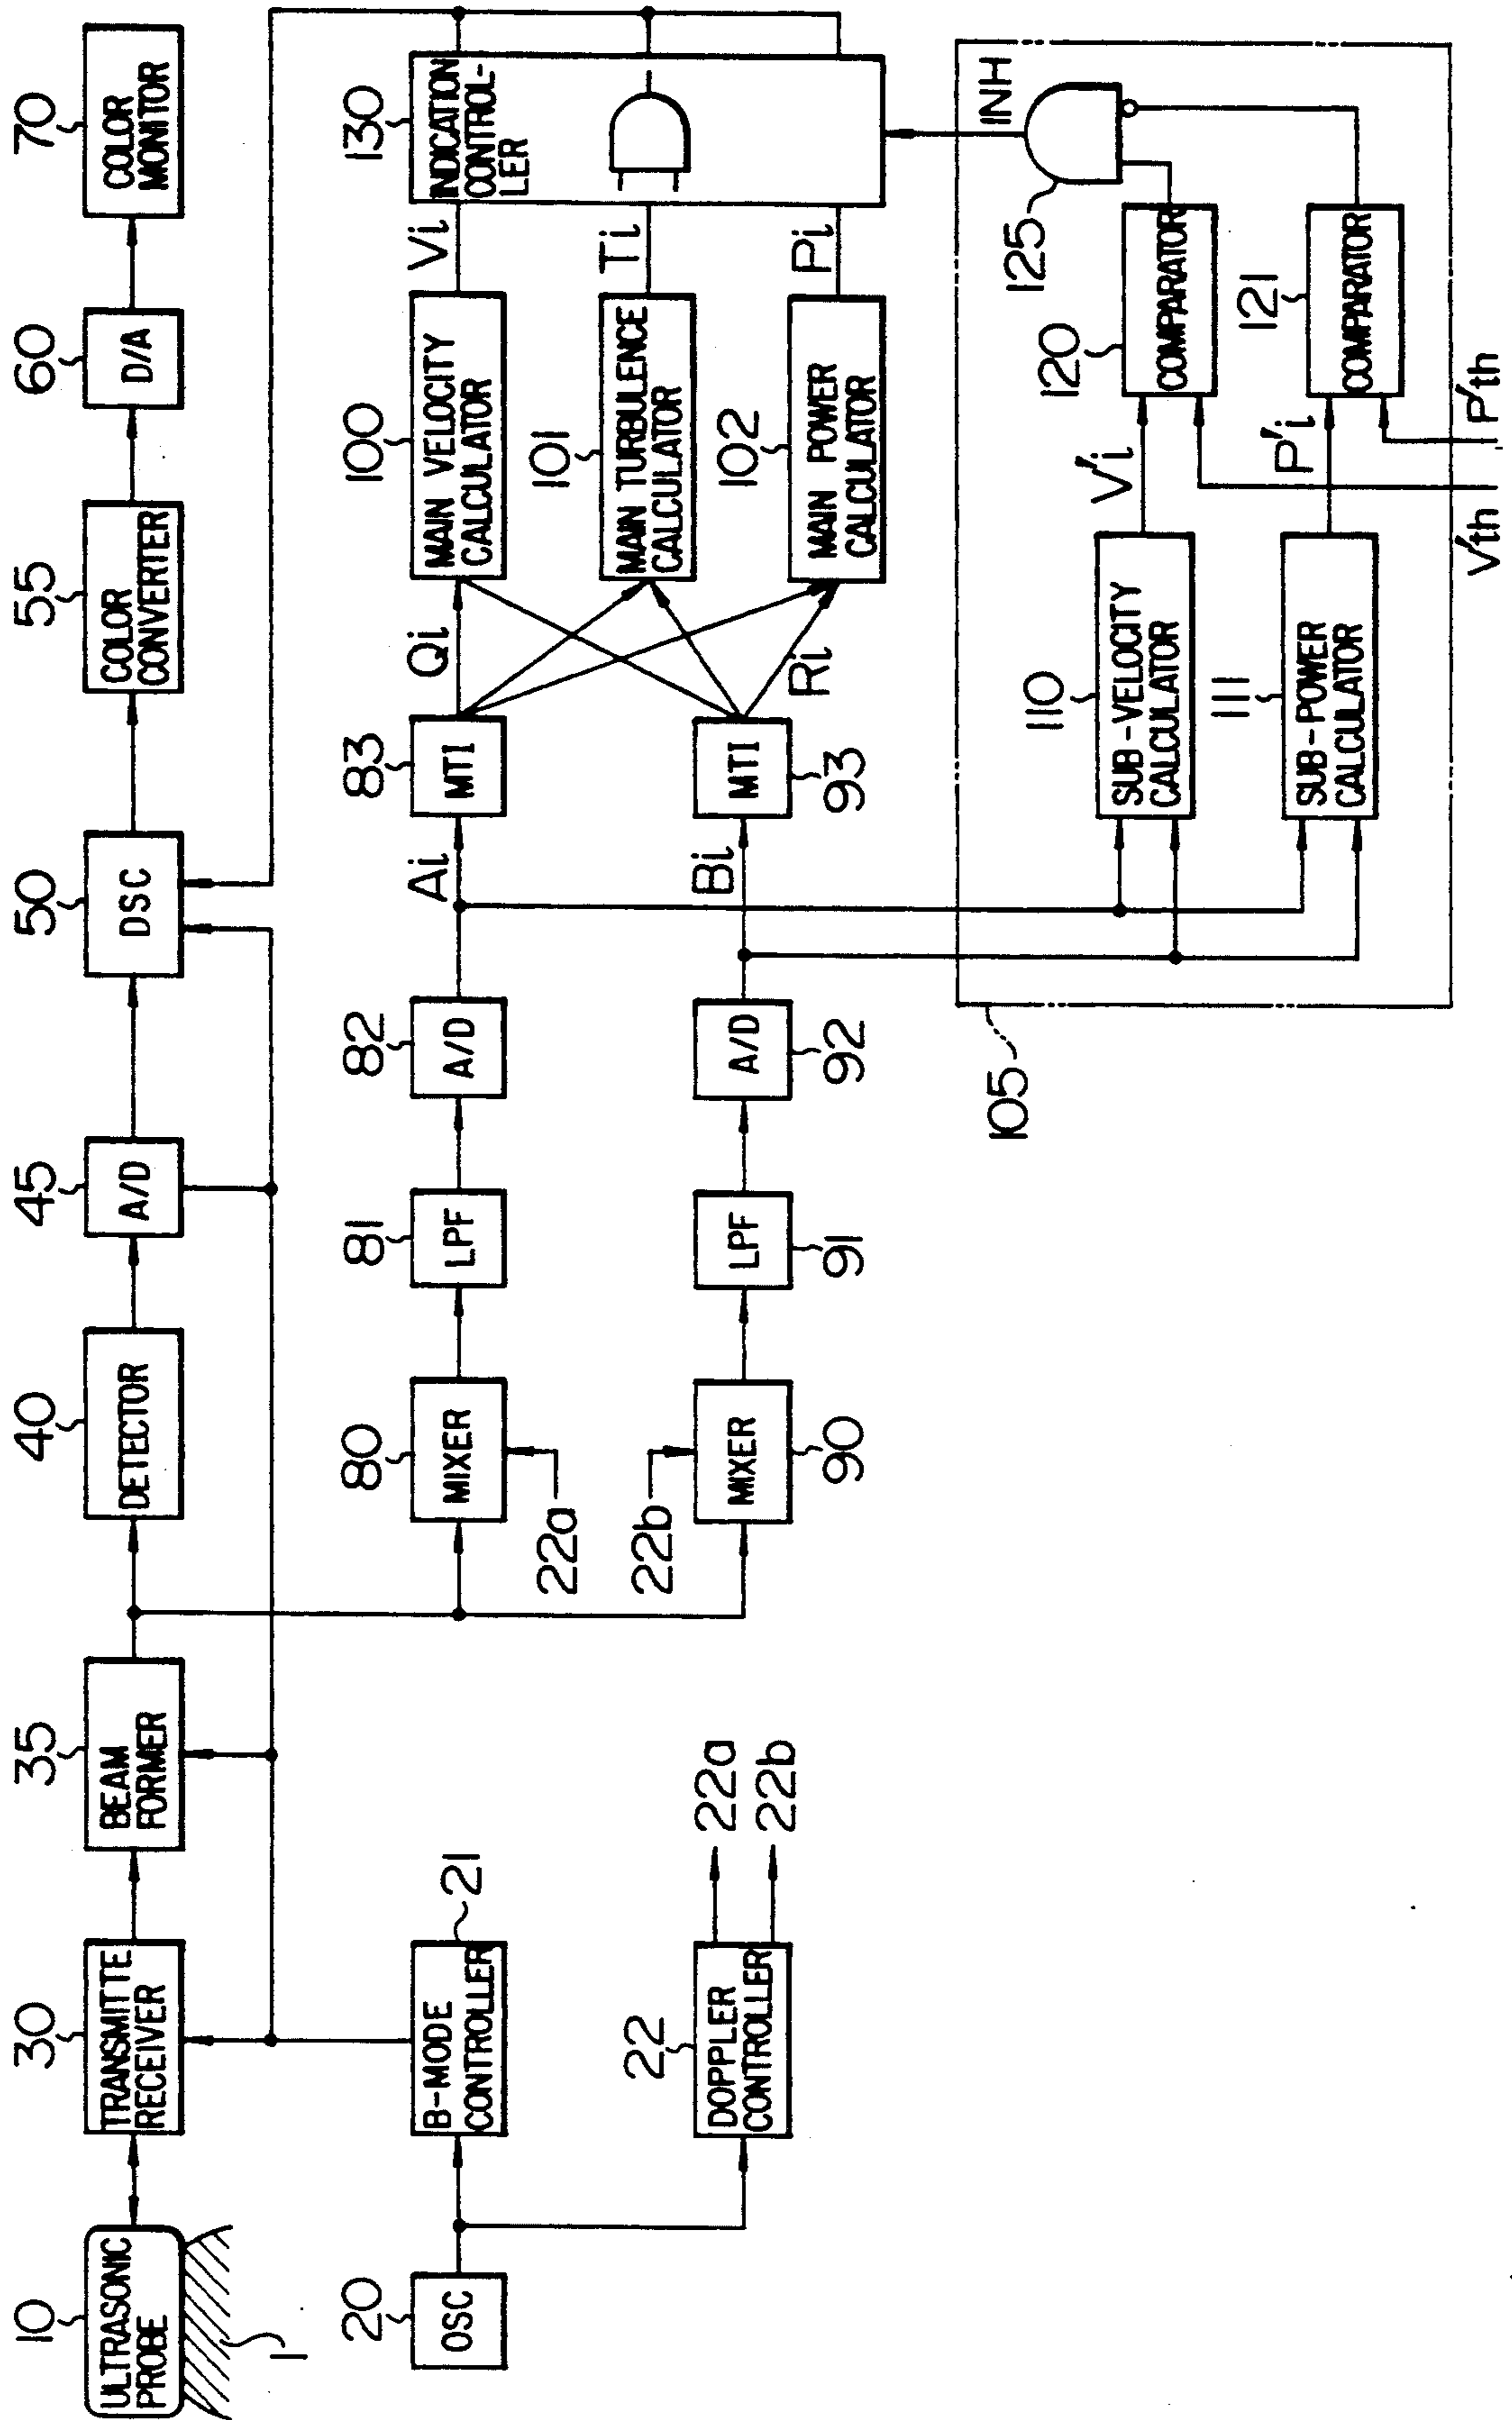 10
ULTRASONIC
PROBE
1
30
TRANSMITTE
RECEIVER
35
BEAM
FORMER
40
DETECTOR
45
A/D
50
DSC
55
COLOR
CONVERTER
60
D/A
70
COLOR
MONITOR
20
OSC
21
B-MODE
CONTROLLER
22
DOPPLER
CONTROLLER
22a
22b
80
MIXER
22a
81
LPF
82
A/D
Ai
83
MTI
Qi
100
MAIN VELOCITY
CALCULATOR
Vi
130
INDICATION
CONTROL-
LER
101
MAIN TURBULENCE
CALCULATOR
Ti
22b
MIXER
90
LPF
91
A/D
92
Bi
MTI
93
Ri
102
MAIN POWER
CALCULATOR
Pi
105
110
SUB-VELOCITY
CALCULATOR
V'i
120
COMPARATOR
125
INH
111
SUB-POWER
CALCULATOR
P'i
121
COMPARATOR
V'th
P'th